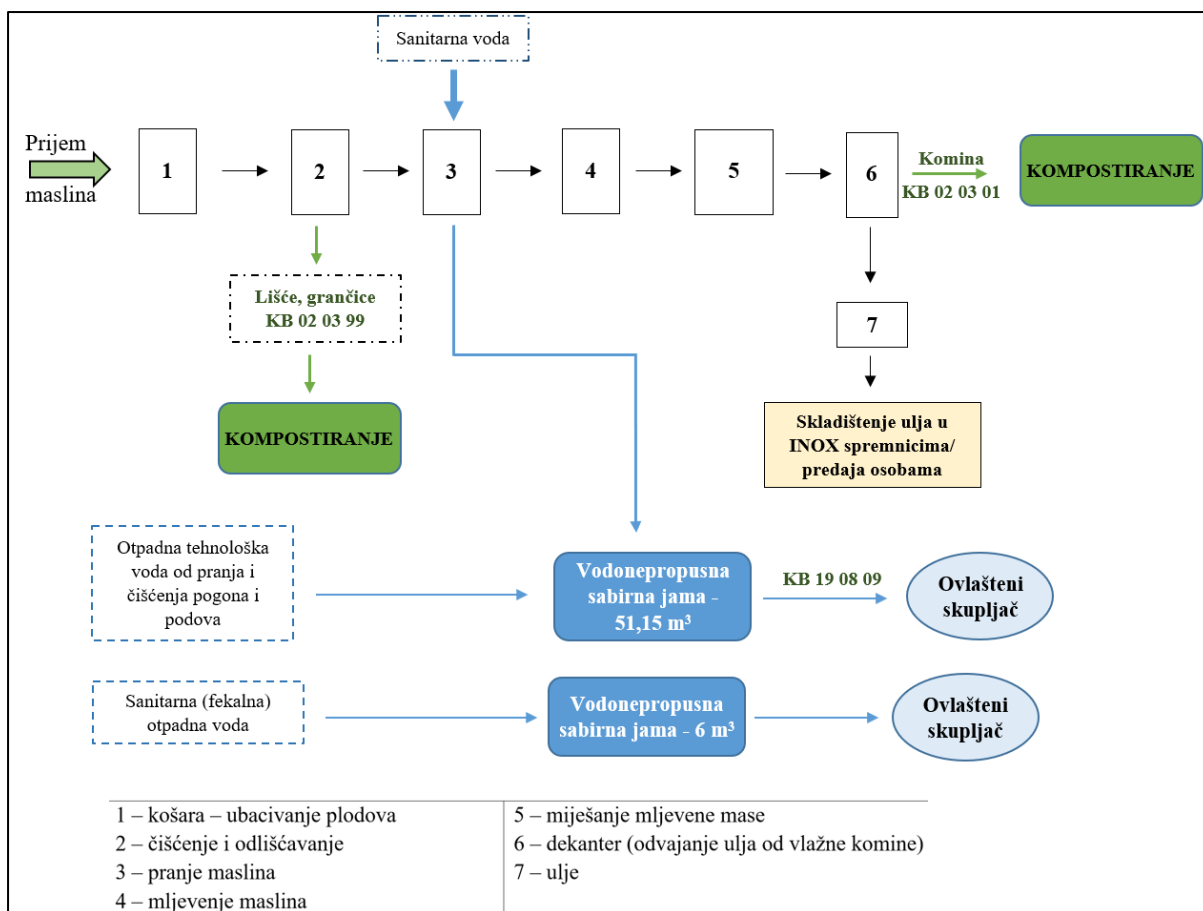 Sanitarna voda
Prijem
maslina
1
2
3
4
5
6
Komina
KB 02 03 01
KOMPOSTIRANJE
Lišće, grančice
KB 02 03 99
7
KOMPOSTIRANJE
Skladištenje ulja u
INOX spremnicima/
predaja osobama
Otpadna tehnološka
voda od pranja i
čišćenja pogona i
podova
Vodonepropusna
sabirna jama -
51,15 m³
KB 19 08 09
Ovlašteni
skupljač
Sanitarna (fekalna)
otpadna voda
Vodonepropusna
sabirna jama - 6 m³
Ovlašteni
skupljač
1 – košara – ubacivanje plodova
2 – čišćenje i odlišćavanje
3 – pranje maslina
4 – mljevenje maslina
5 – miješanje mljevene mase
6 – dekanter (odvajanje ulja od vlažne komine)
7 – ulje